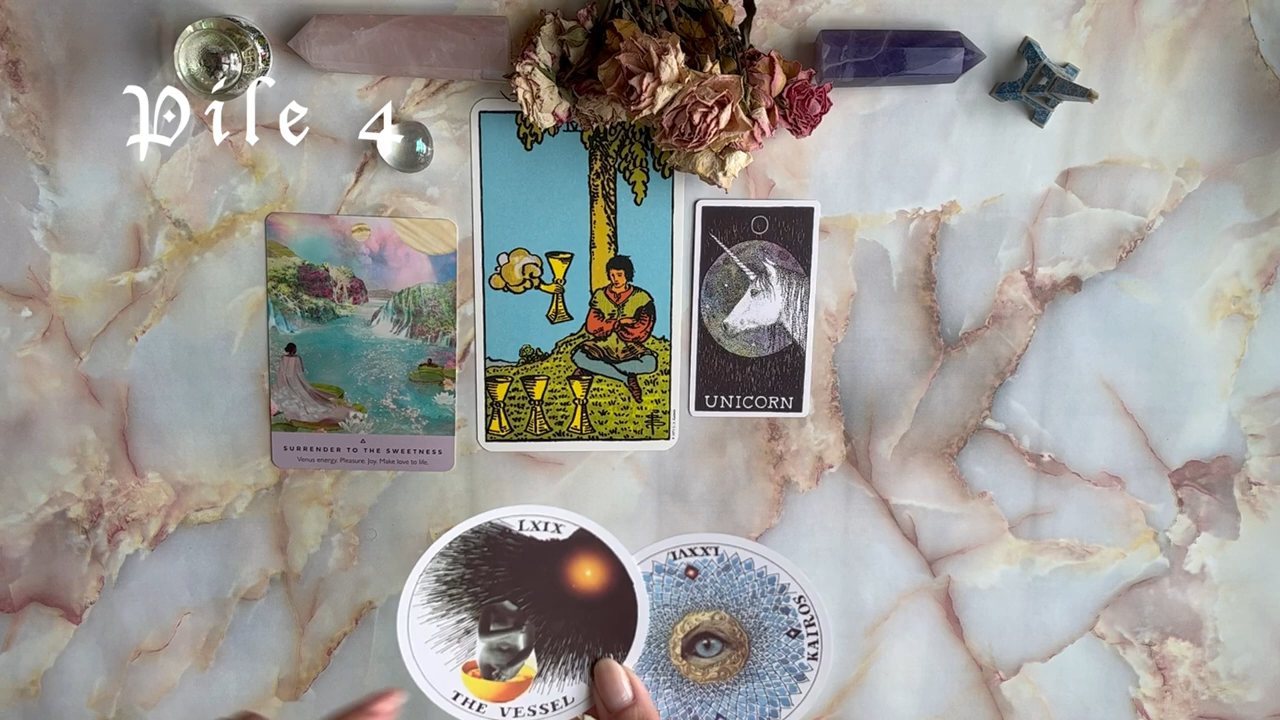 Pile 4
O
UNICORN
SURRENDER TO THE SWEETNESS
Venus energy. Pleasure. Joy. Make love to life.
LXIX
THE VESSEL
LXXVI
KAIROS